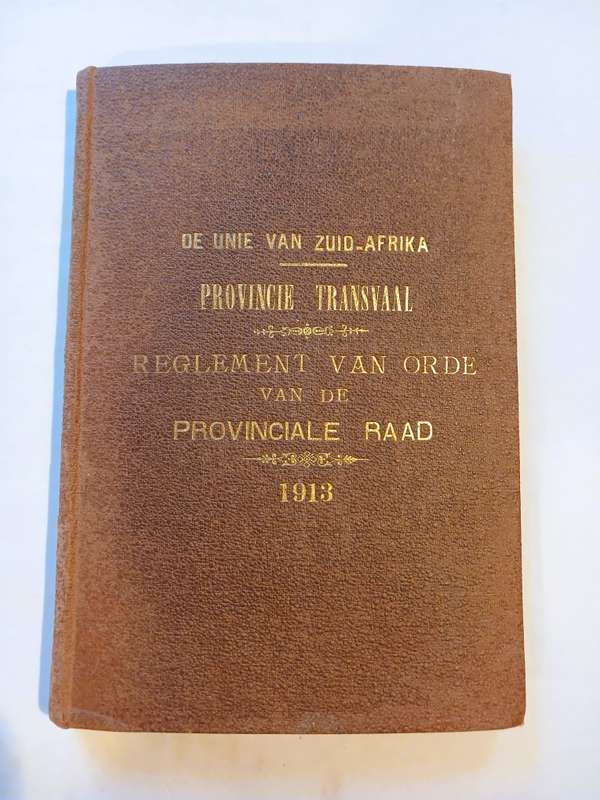 DE UNIE VAN ZUID-AFRIKA
PROVINCIE TRANSVAAL
REGLEMENT VAN ORDE
VAN DE
PROVINCIALE RAAD
1913